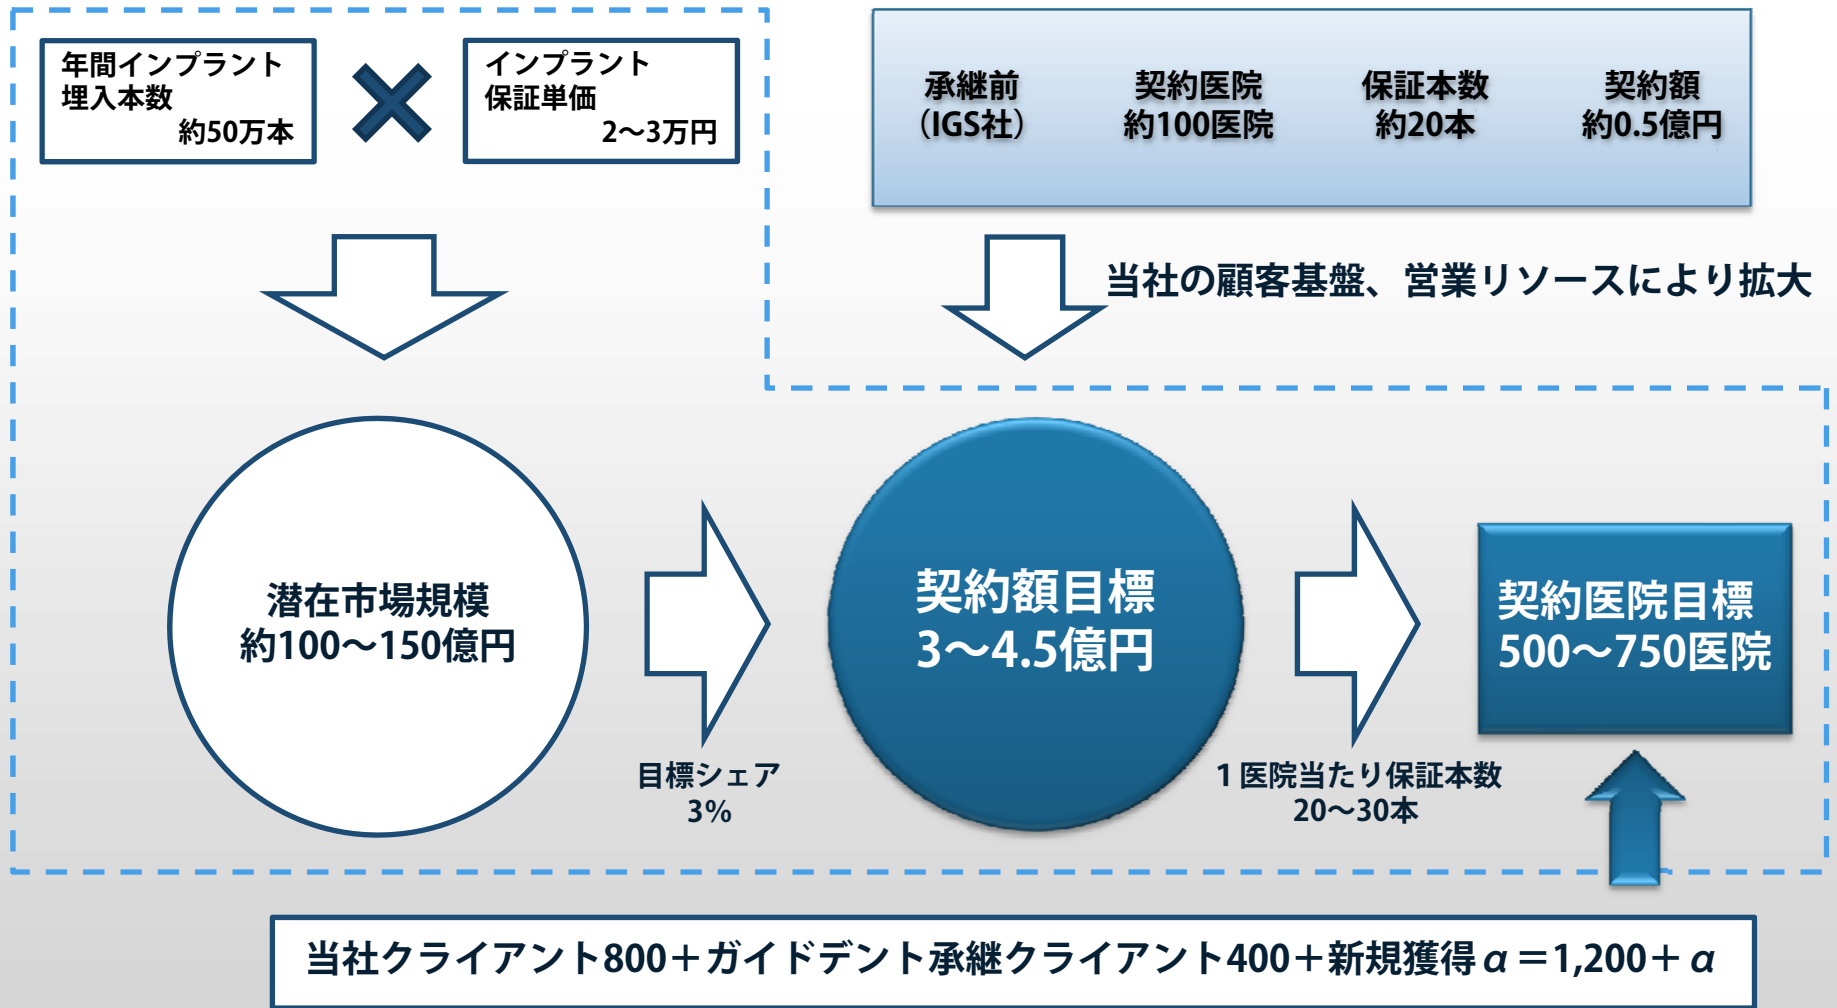 年間インプラント
埋入本数
約50万本
インプラント
保証単価
2～3万円
承継前
（IGS社）
契約医院
約100医院
保証本数
約20本
契約額
約0.5億円
当社の顧客基盤、営業リソースにより拡大
潜在市場規模
約100～150億円
目標シェア
3%
契約額目標
3～4.5億円
１医院当たり保証本数
20～30本
契約医院目標
500～750医院
当社クライアント800＋ガイドデント承継クライアント400＋新規獲得α＝1,200＋α